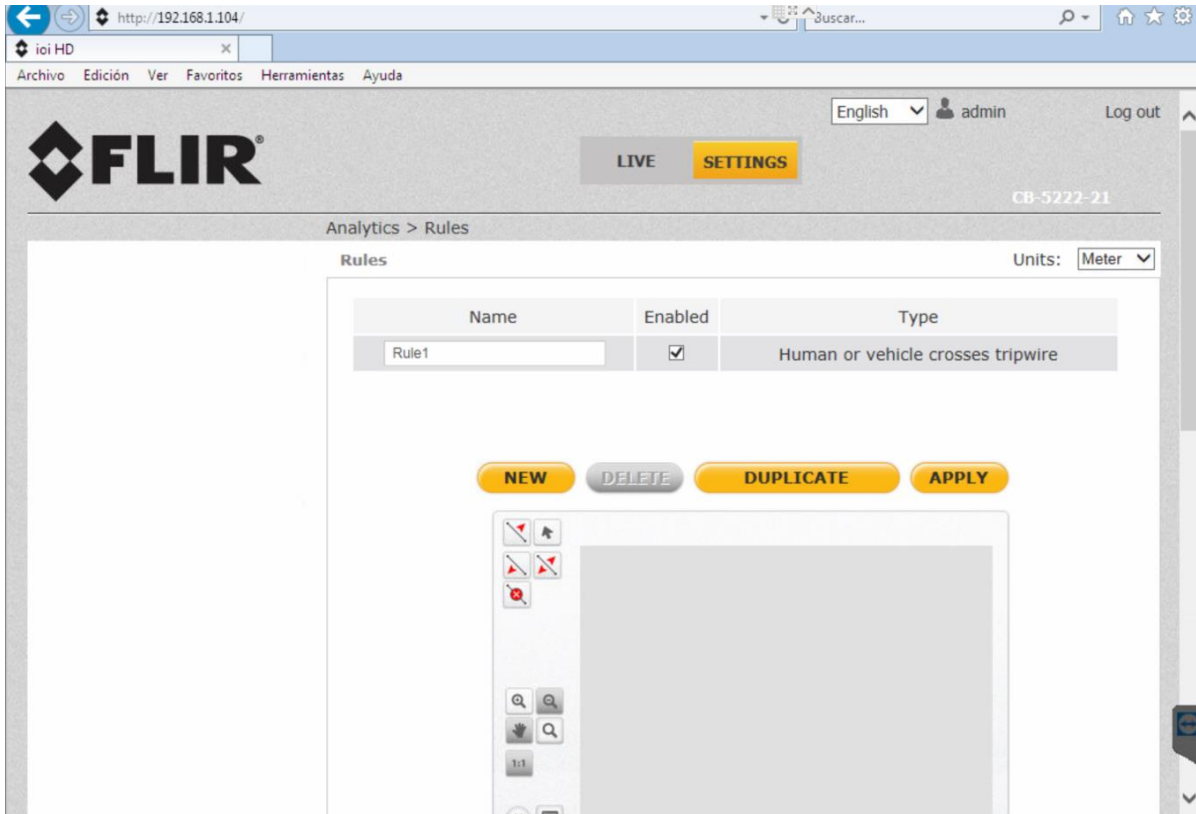 http://192.168.1.104/
Buscar...
ioi HD
Archivo Edición Ver Favoritos Herramientas Ayuda
English admin Log out
FLIR®
LIVE SETTINGS
CB-5222-21
Analytics > Rules
Rules Units: Meter
Name Enabled Type
Rule1 Human or vehicle crosses tripwire
NEW DELETE DUPLICATE APPLY
1:1